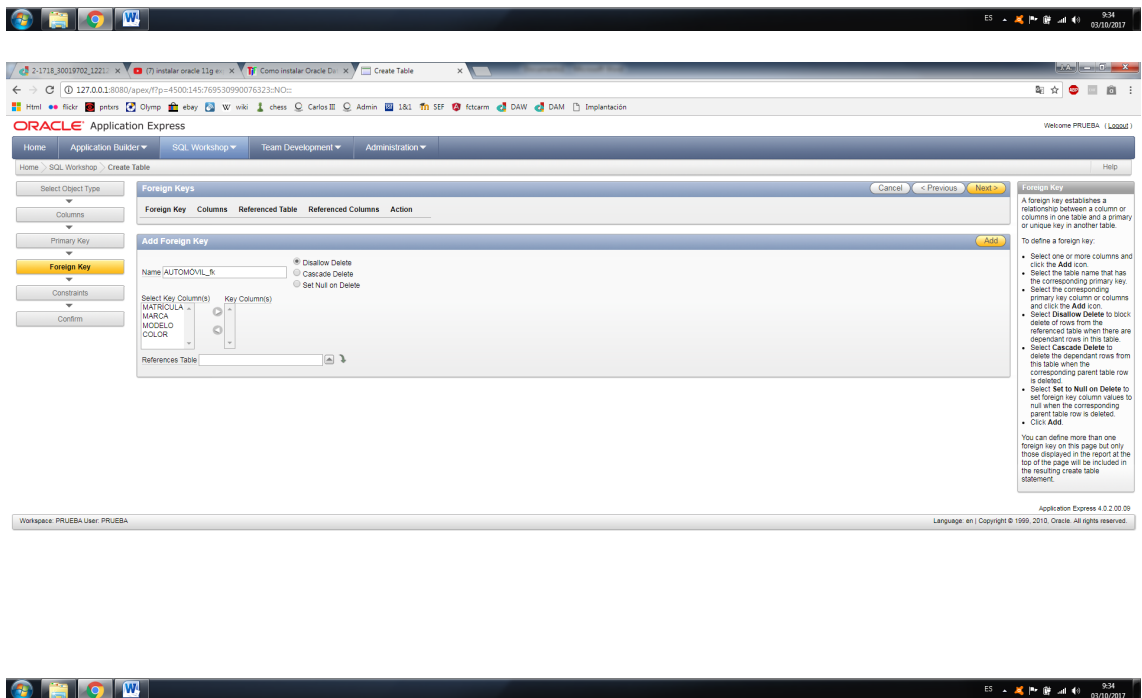 ES
9:34
03/10/2017
2-1718_30019702_1221
(7) instalar oracle 11g e
Como instalar Oracle Da
Create Table
127.0.0.1:8080/apex/f?p=4500:145:769530990076323::NO:::
Html
flickr
pntrs
Olymp
ebay
wiki
chess
Carlos III
Admin
1&1
SEF
fctcarm
DAW
DAM
Implantación
ORACLE Application Express
Welcome PRUEBA (Logout)
Home
Application Builder
SQL Workshop
Team Development
Administration
Home > SQL Workshop > Create Table
Help
Select Object Type
Columns
Primary Key
Foreign Key
Constraints
Confirm
Foreign Keys
Cancel
< Previous
Next >
Foreign Key Columns Referenced Table Referenced Columns Action
Add Foreign Key
Add
Name AUTOMÓVIL_fk
Disallow Delete
Cascade Delete
Set Null on Delete
Select Key Column(s)
Key Column(s)
MATRICULA
MARCA
MODELO
COLOR
References Table
Foreign Key
A foreign key establishes a
relationship between a column or
columns in one table and a primary
or unique key in another table.
To define a foreign key:
• Select one or more columns and
click the Add icon.
• Select the table name that has
the corresponding primary key.
• Select the corresponding
primary key column or columns
and click the Add icon.
• Select Disallow Delete to block
delete of rows from the
referenced table when there are
dependant rows in this table.
• Select Cascade Delete to
delete the dependant rows from
this table when the
corresponding parent table row
is deleted.
• Select Set to Null on Delete to
set foreign key column values to
null when the corresponding
parent table row is deleted.
• Click Add.
You can define more than one
foreign key on this page but only
those displayed in the report at the
top of the page will be included in
the resulting create table
statement.
Application Express 4.0.2.00.09
Workspace: PRUEBA User: PRUEBA
Language: en | Copyright © 1999, 2010, Oracle. All rights reserved.
ES
9:34
03/10/2017